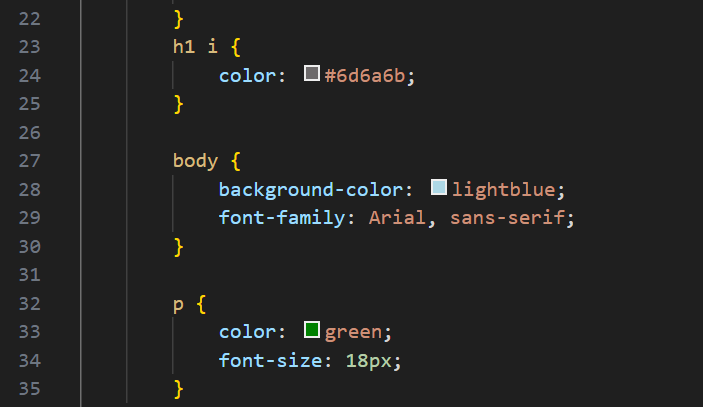 22 }
23 h1 i {
24 color: #6d6a6b;
25 }
26
27 body {
28 background-color: lightblue;
29 font-family: Arial, sans-serif;
30 }
31
32 p {
33 color: green;
34 font-size: 18px;
35 }